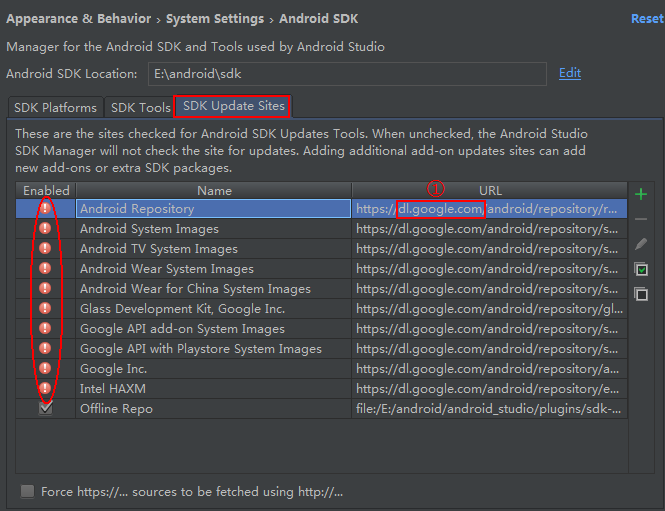 Appearance & Behavior › System Settings › Android SDK Reset
Manager for the Android SDK and Tools used by Android Studio
Android SDK Location: E:\android\sdk Edit
SDK Platforms SDK Tools SDK Update Sites
These are the sites checked for Android SDK Updates Tools. When unchecked, the Android Studio
SDK Manager will not check the site for updates. Adding additional add-on updates sites can add
new add-ons or extra SDK packages.
Enabled Name URL
Android Repository https://dl.google.com/android/repository/r...
Android System Images https://dl.google.com/android/repository/s...
Android TV System Images https://dl.google.com/android/repository/s...
Android Wear System Images https://dl.google.com/android/repository/s...
Android Wear for China System Images https://dl.google.com/android/repository/s...
Glass Development Kit, Google Inc. https://dl.google.com/android/repository/gl...
Google API add-on System Images https://dl.google.com/android/repository/s...
Google API with Playstore System Images https://dl.google.com/android/repository/s...
Google Inc. https://dl.google.com/android/repository/a...
Intel HAXM https://dl.google.com/android/repository/e...
Offline Repo file:/E:/android/android_studio/plugins/sdk-...
Force https://... sources to be fetched using http://...